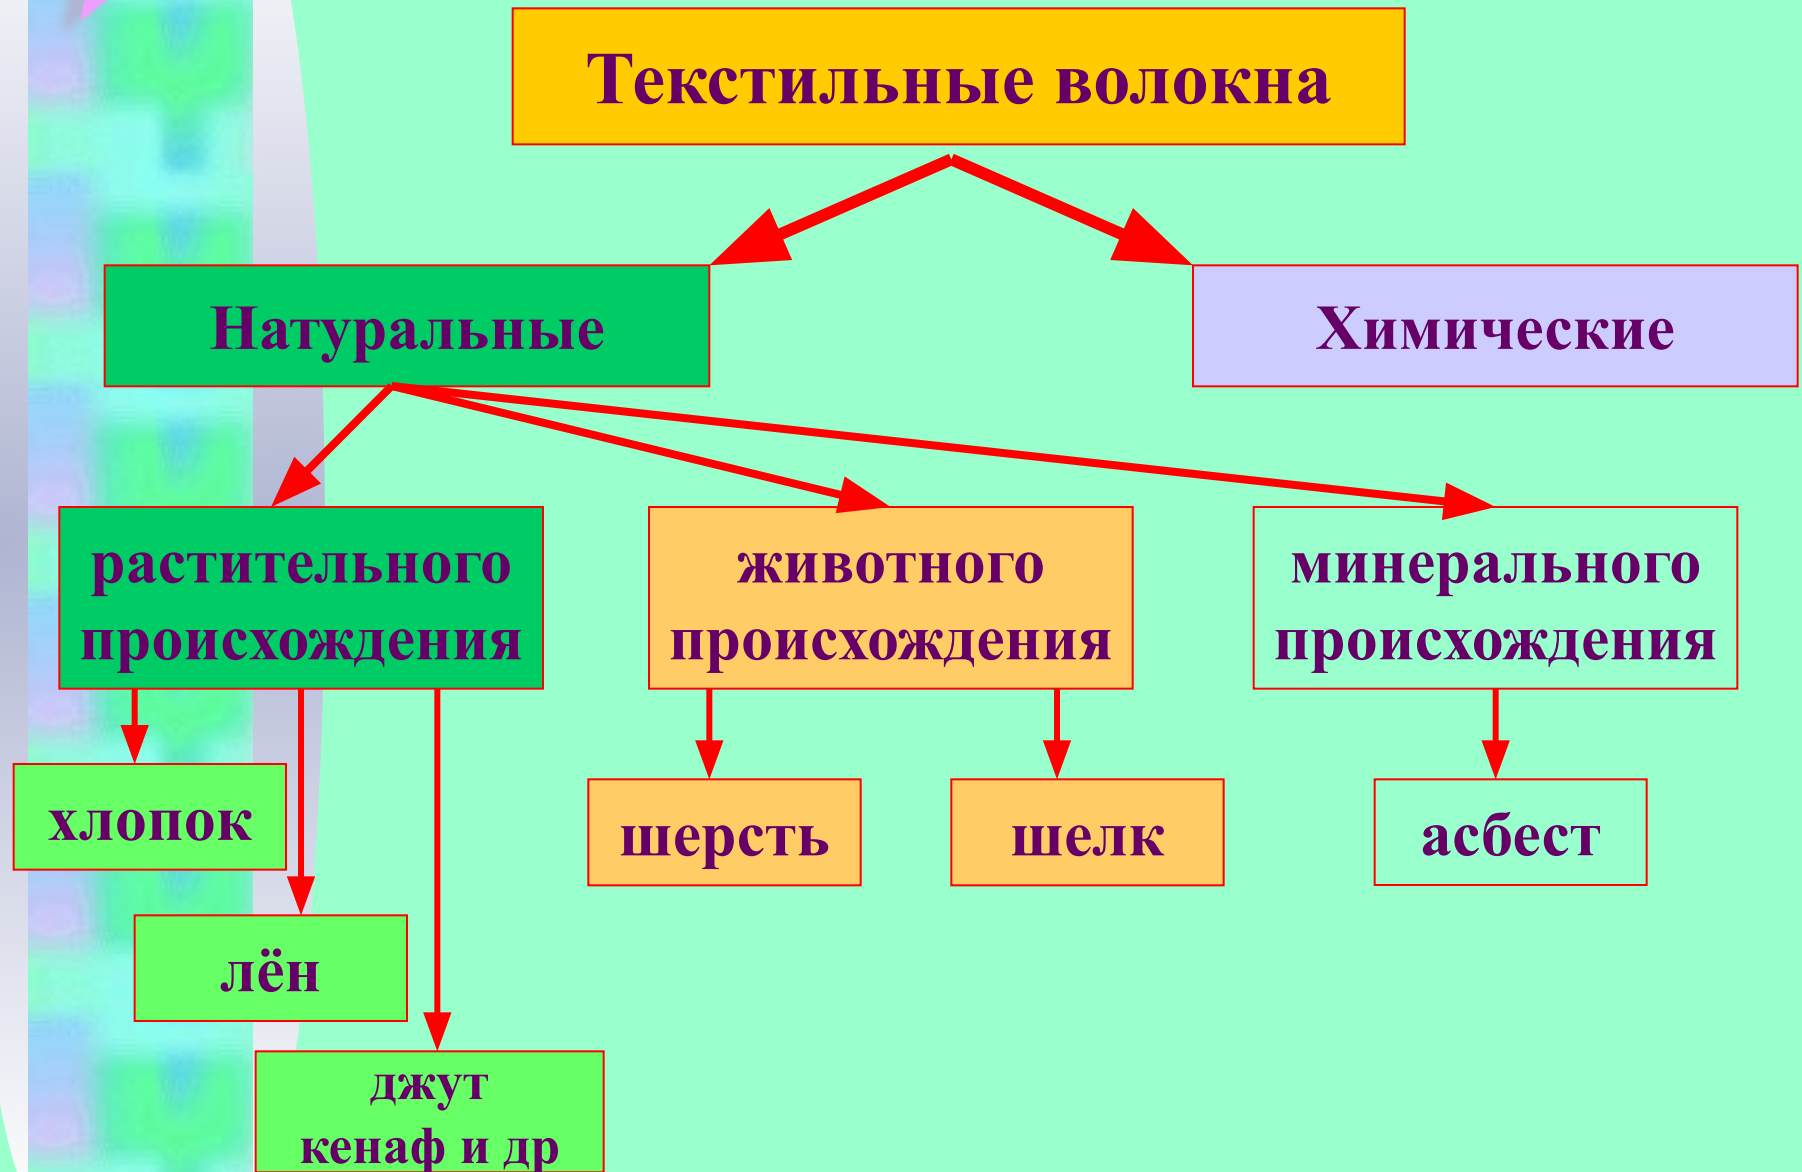 Текстильные волокна
Натуральные
Химические
растительного
происхождения
животного
происхождения
минерального
происхождения
хлопок
шерсть
шелк
асбест
лён
джут
кенаф и др